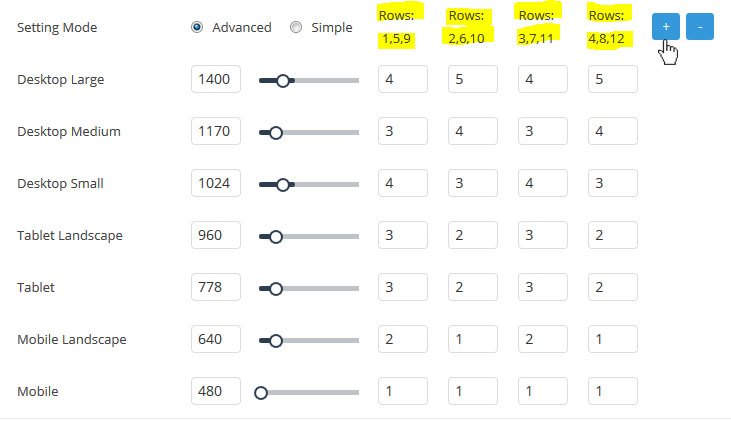 Setting Mode Advanced Simple Rows: Rows: Rows: Rows: + -
1,5,9 2,6,10 3,7,11 4,8,12
Desktop Large 1400 4 5 4 5
Desktop Medium 1170 3 4 3 4
Desktop Small 1024 4 3 4 3
Tablet Landscape 960 3 2 3 2
Tablet 778 3 2 3 2
Mobile Landscape 640 2 1 2 1
Mobile 480 1 1 1 1